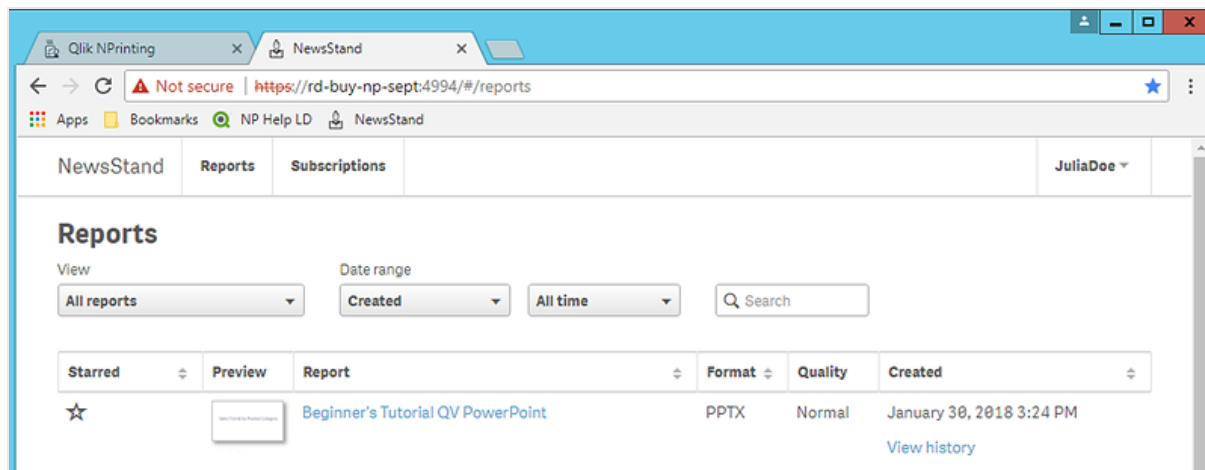 Qlik NPrinting
NewsStand
Not secure | https://rd-buy-np-sept:4994/#/reports
Apps Bookmarks NP Help LD NewsStand
NewsStand Reports Subscriptions JuliaDoe
Reports
View Date range
All reports Created All time Search
Starred Preview Report Format Quality Created
Beginner's Tutorial QV PowerPoint PPTX Normal January 30, 2018 3:24 PM
View history